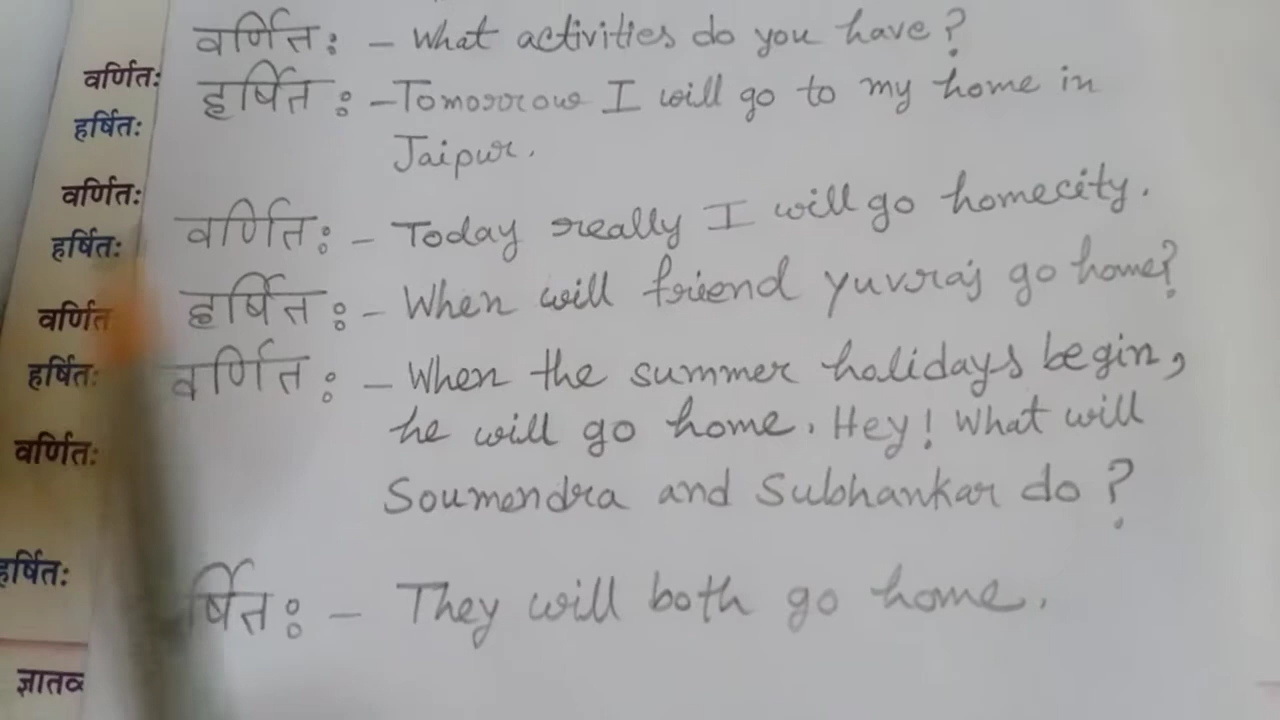 वर्णितः
हर्षितः
वर्णितः
हर्षितः
वर्णित
हर्षितः
वर्णितः
हर्षितः
वर्णितः - What activities do you have?
हर्षितः - Tomorrow I will go to my home in
Jaipur.
वर्णितः - Today really I will go homecity.
हर्षितः - When will friend yuvraj go home?
वर्णितः - When the summer holidays begin,
he will go home. Hey! What will
Soumendra and Subhankar do?
र्षितः - They will both go home.